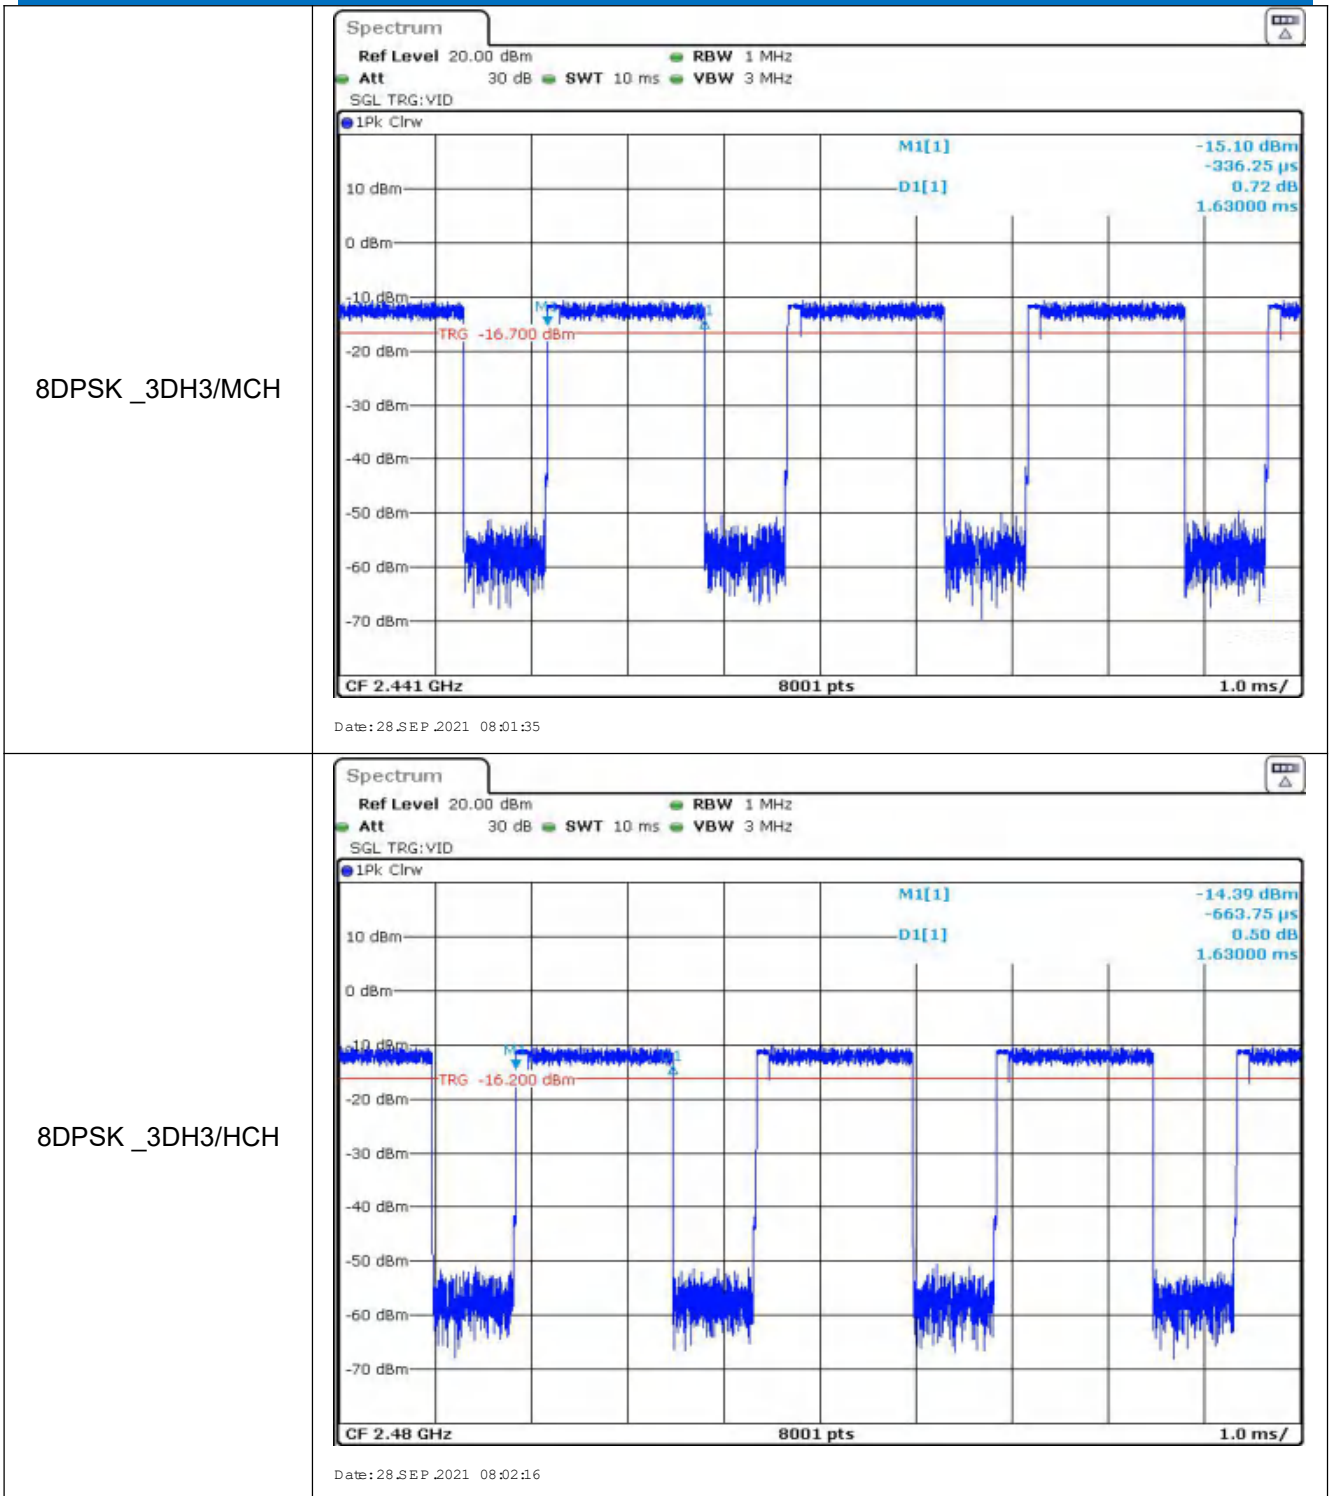 8DPSK _3DH3/MCH
Spectrum
Ref Level 20.00 dBm RBW 1 MHz
Att 30 dB SWT 10 ms VBW 3 MHz
SGL TRG:VID
1Pk Clrw
M1[1] -15.10 dBm
-336.25 µs
D1[1] 0.72 dB
1.63000 ms
10 dBm
0 dBm
-10 dBm
TRG -16.700 dBm
-20 dBm
-30 dBm
-40 dBm
-50 dBm
-60 dBm
-70 dBm
CF 2.441 GHz 8001 pts 1.0 ms/
Date: 28.SEP.2021 08:01:35
8DPSK _3DH3/HCH
Spectrum
Ref Level 20.00 dBm RBW 1 MHz
Att 30 dB SWT 10 ms VBW 3 MHz
SGL TRG:VID
1Pk Clrw
M1[1] -14.39 dBm
-663.75 µs
D1[1] 0.50 dB
1.63000 ms
10 dBm
0 dBm
-10 dBm
TRG -16.200 dBm
-20 dBm
-30 dBm
-40 dBm
-50 dBm
-60 dBm
-70 dBm
CF 2.48 GHz 8001 pts 1.0 ms/
Date: 28.SEP.2021 08:02:16